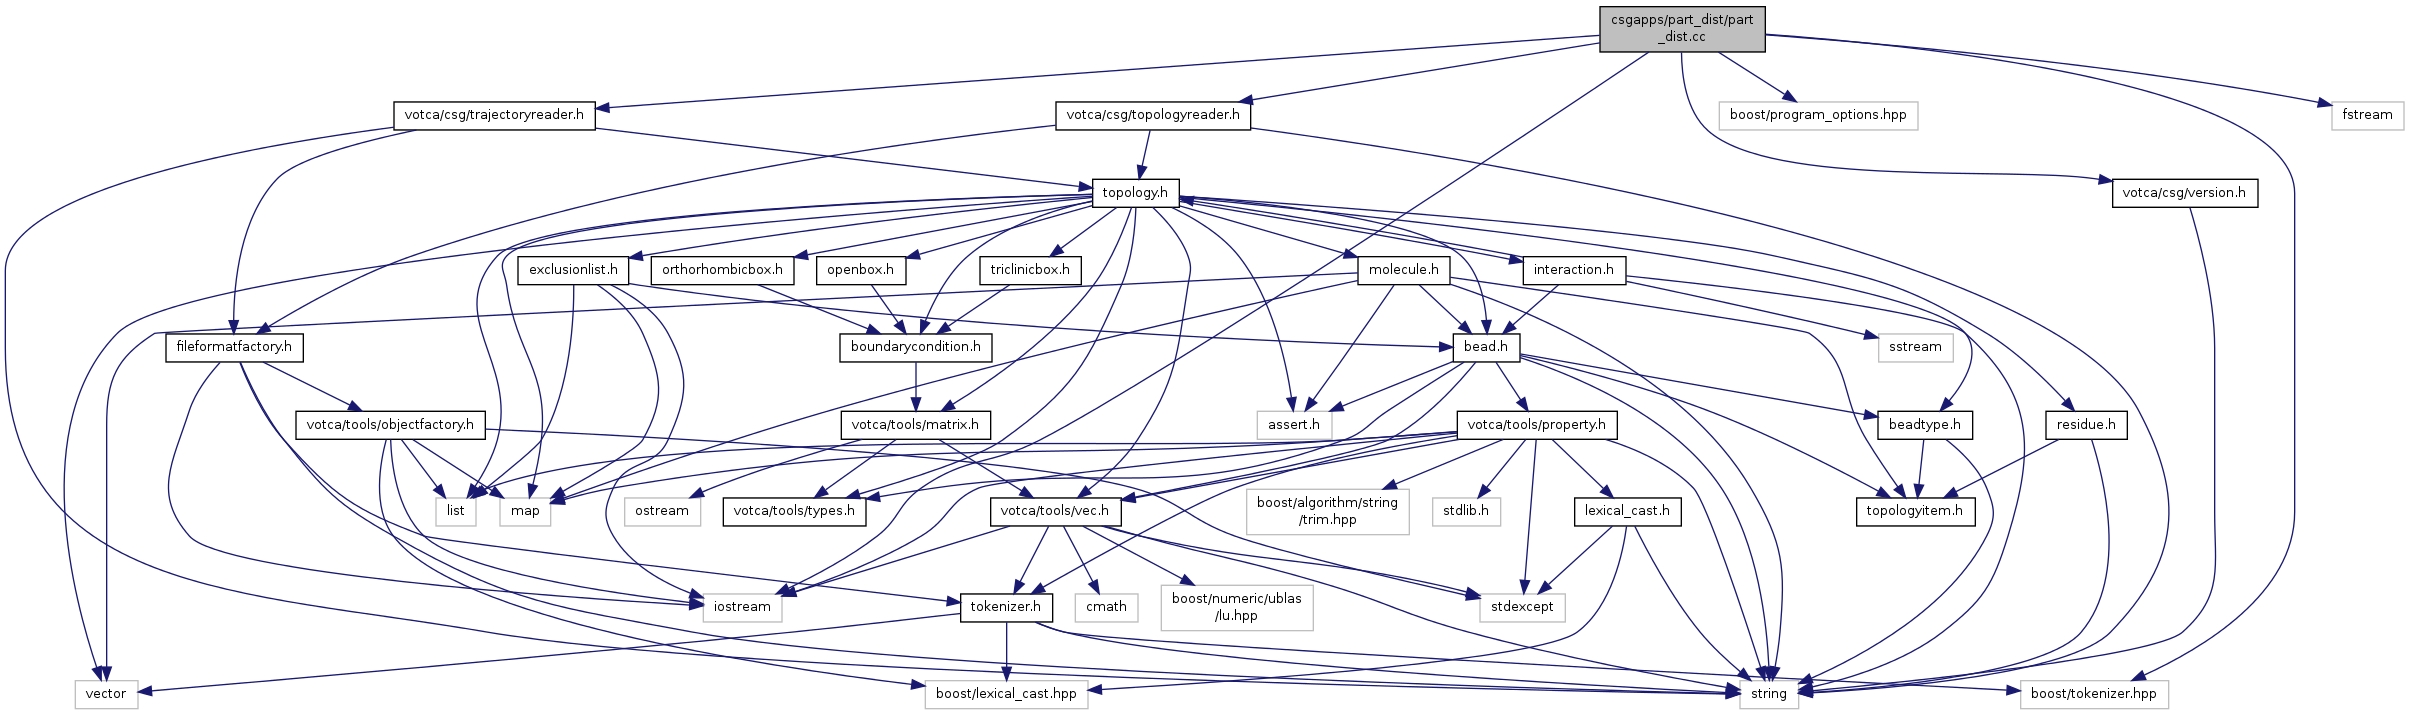 csgapps/part_dist/part
_dist.cc
votca/csg/trajectoryreader.h
votca/csg/topologyreader.h
boost/program_options.hpp
fstream
topology.h
votca/csg/version.h
exclusionlist.h
orthorhombicbox.h
openbox.h
triclinicbox.h
molecule.h
interaction.h
fileformatfactory.h
boundarycondition.h
bead.h
sstream
votca/tools/objectfactory.h
votca/tools/matrix.h
assert.h
votca/tools/property.h
beadtype.h
residue.h
list
map
ostream
votca/tools/types.h
votca/tools/vec.h
boost/algorithm/string
/trim.hpp
stdlib.h
lexical_cast.h
topologyitem.h
iostream
tokenizer.h
cmath
boost/numeric/ublas
/lu.hpp
stdexcept
vector
boost/lexical_cast.hpp
string
boost/tokenizer.hpp